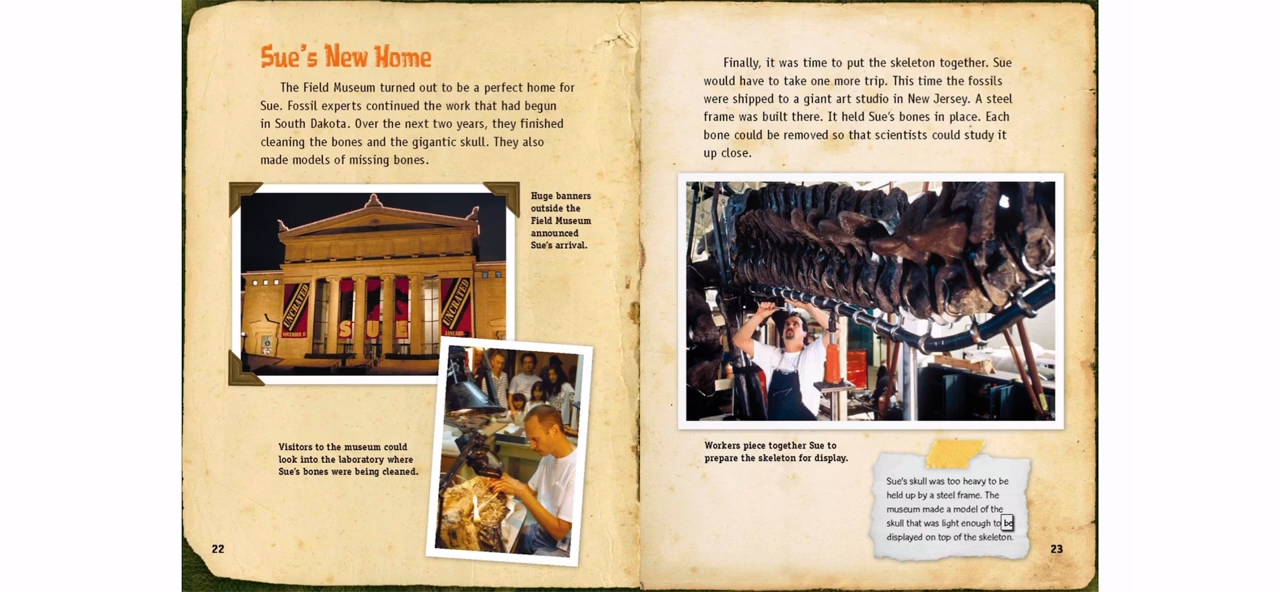 Sue's New Home
The Field Museum turned out to be a perfect home for
Sue. Fossil experts continued the work that had begun
in South Dakota. Over the next two years, they finished
cleaning the bones and the gigantic skull. They also
made models of missing bones.
Huge banners
outside the
Field Museum
announced
Sue's arrival.
UNCRATED
SUE
UNCRATED
Visitors to the museum could
look into the laboratory where
Sue's bones were being cleaned.
22
Finally, it was time to put the skeleton together. Sue
would have to take one more trip. This time the fossils
were shipped to a giant art studio in New Jersey. A steel
frame was built there. It held Sue's bones in place. Each
bone could be removed so that scientists could study it
up close.
Workers piece together Sue to
prepare the skeleton for display.
Sue's skull was too heavy to be
held up by a steel frame. The
museum made a model of the
skull that was light enough to be
displayed on top of the skeleton.
23